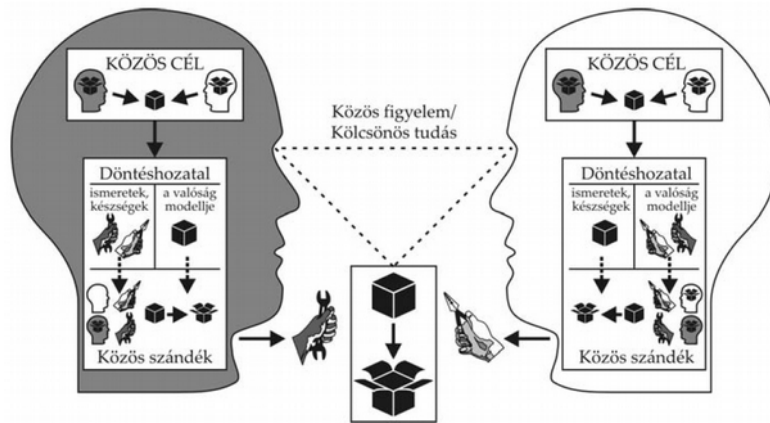 KÖZÖS CÉL
Döntéshozatal
ismeretek,
készségek
a valóság
modellje
Közös szándék
Közös figyelem/
Kölcsönös tudás
KÖZÖS CÉL
Döntéshozatal
ismeretek,
készségek
a valóság
modellje
Közös szándék